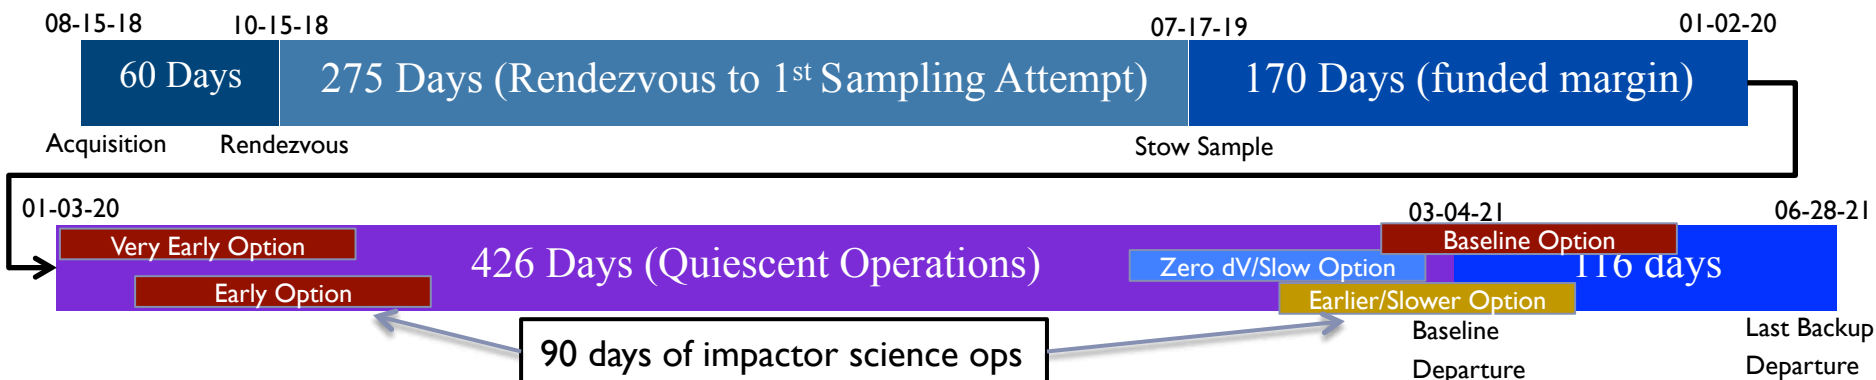 08-15-18 10-15-18 07-17-19 01-02-20
60 Days 275 Days (Rendezvous to 1st Sampling Attempt) 170 Days (funded margin)
Acquisition Rendezvous Stow Sample
01-03-20 03-04-21 06-28-21
Very Early Option
Early Option
426 Days (Quiescent Operations)
Zero dV/Slow Option
Baseline Option
116 days
Earlier/Slower Option
90 days of impactor science ops
Baseline
Departure
Last Backup
Departure